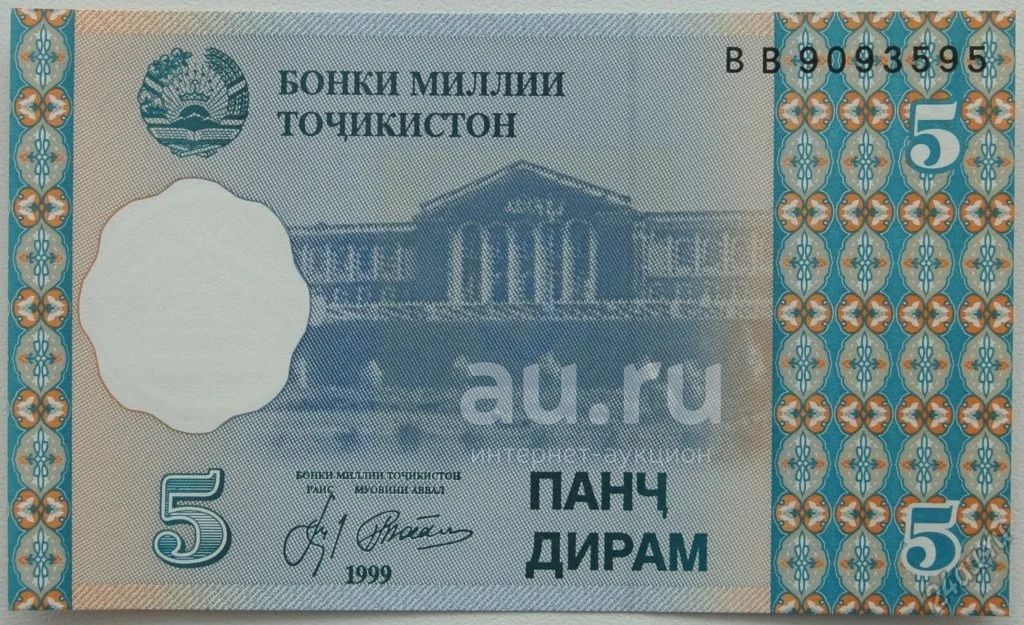 БОНКИ МИЛЛИИ
ТОҶИКИСТОН
ВВ 9093595
5
au.ru
интернет-аукцион
5
БОНКИ МИЛЛИИ ТОҶИКИСТОН
РАИС МУОВИНИ АВВАЛ
1999
ПАНҶ
ДИРАМ
5